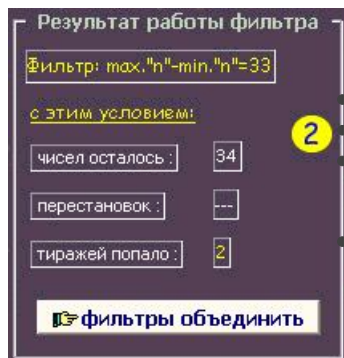 Результат работы фильтра
Фильтр: max."n"-min."n"=33
с этим условием:
2
чисел осталось : 34
перестановок : ---
тиражей попало : 2
фильтры объединить